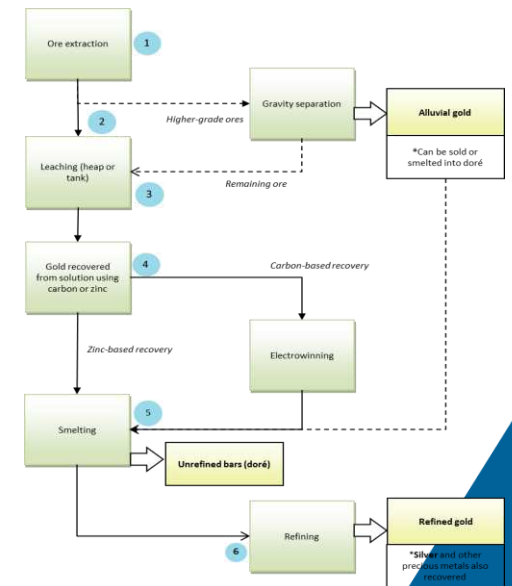 Ore extraction
1
2
Higher-grade ores
Gravity separation
Alluvial gold
*Can be sold or
smelted into doré
Leaching (heap or
tank)
Remaining ore
3
Gold recovered
from solution using
carbon or zinc
4
Carbon-based recovery
Zinc-based recovery
Electrowinning
Smelting
5
Unrefined bars (doré)
6
Refining
Refined gold
*Silver and other
precious metals also
recovered